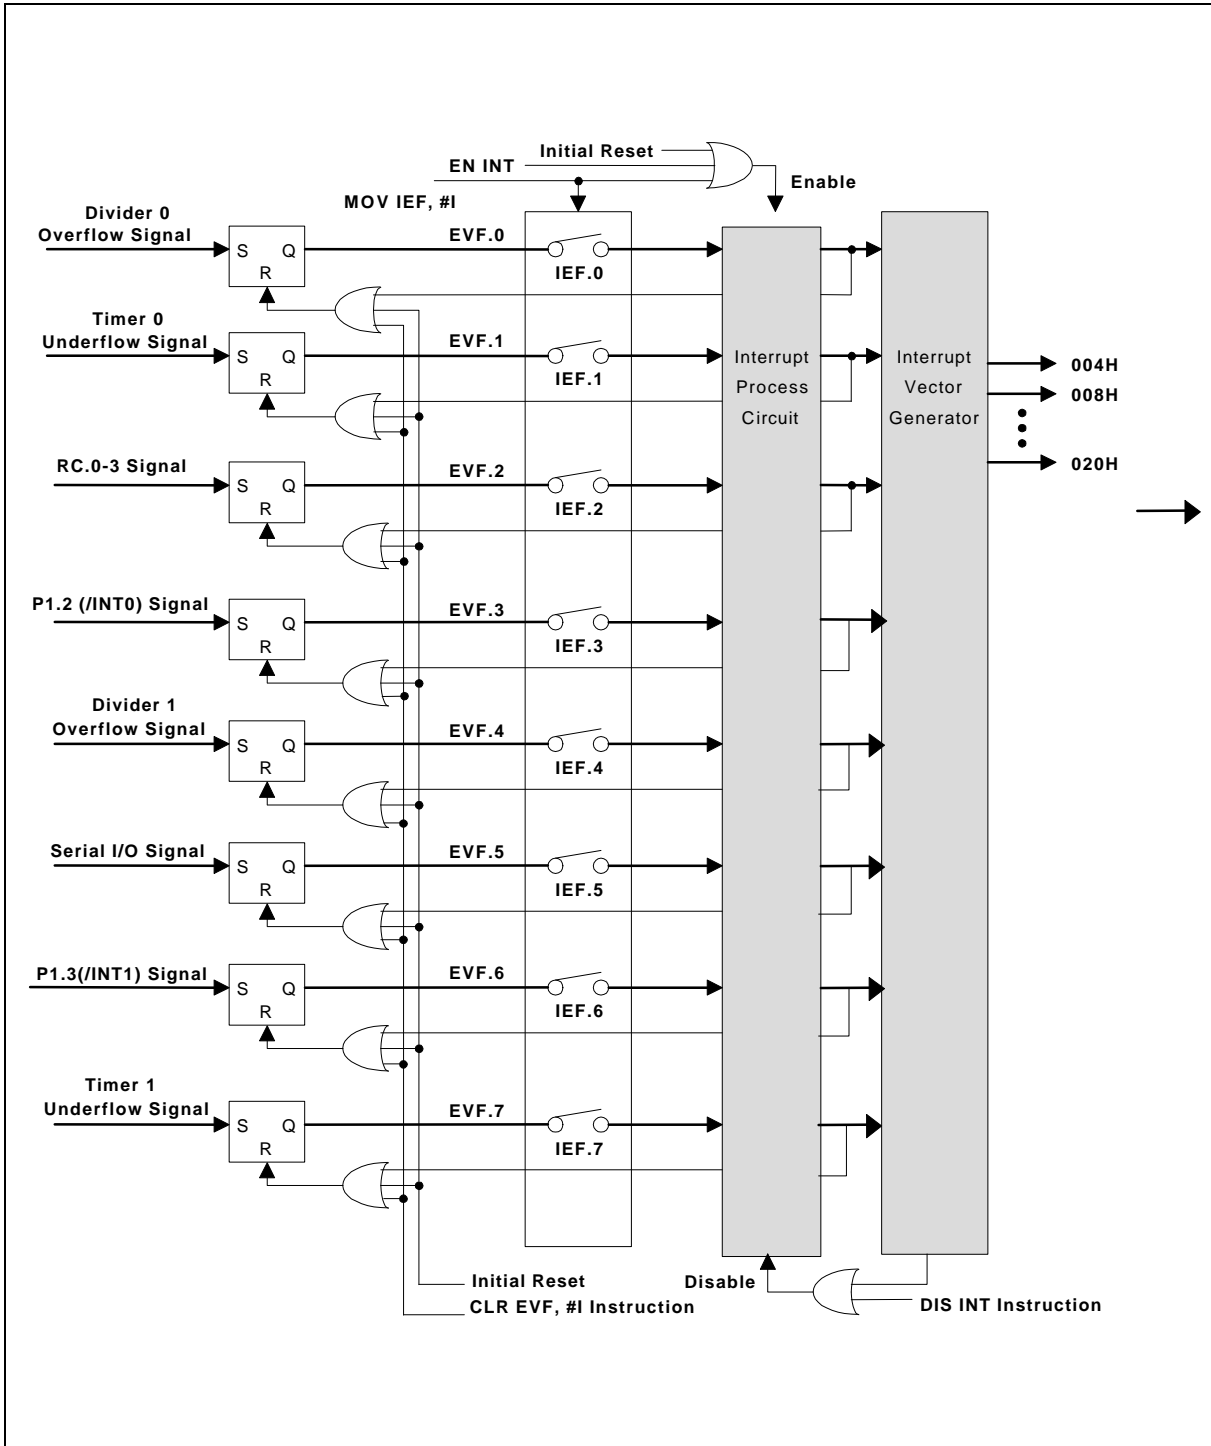 Initial Reset
EN INT
Enable
MOV IEF, #I
Divider 0
Overflow Signal
S Q
R
EVF.0
IEF.0
Timer 0
Underflow Signal
S Q
R
EVF.1
IEF.1
Interrupt
Process
Circuit
Interrupt
Vector
Generator
004H
008H
020H
RC.0-3 Signal
S Q
R
EVF.2
IEF.2
P1.2 (/INT0) Signal
S Q
R
EVF.3
IEF.3
Divider 1
Overflow Signal
S Q
R
EVF.4
IEF.4
Serial I/O Signal
S Q
R
EVF.5
IEF.5
P1.3(/INT1) Signal
S Q
R
EVF.6
IEF.6
Timer 1
Underflow Signal
S Q
R
EVF.7
IEF.7
Initial Reset
CLR EVF, #I Instruction
Disable
DIS INT Instruction